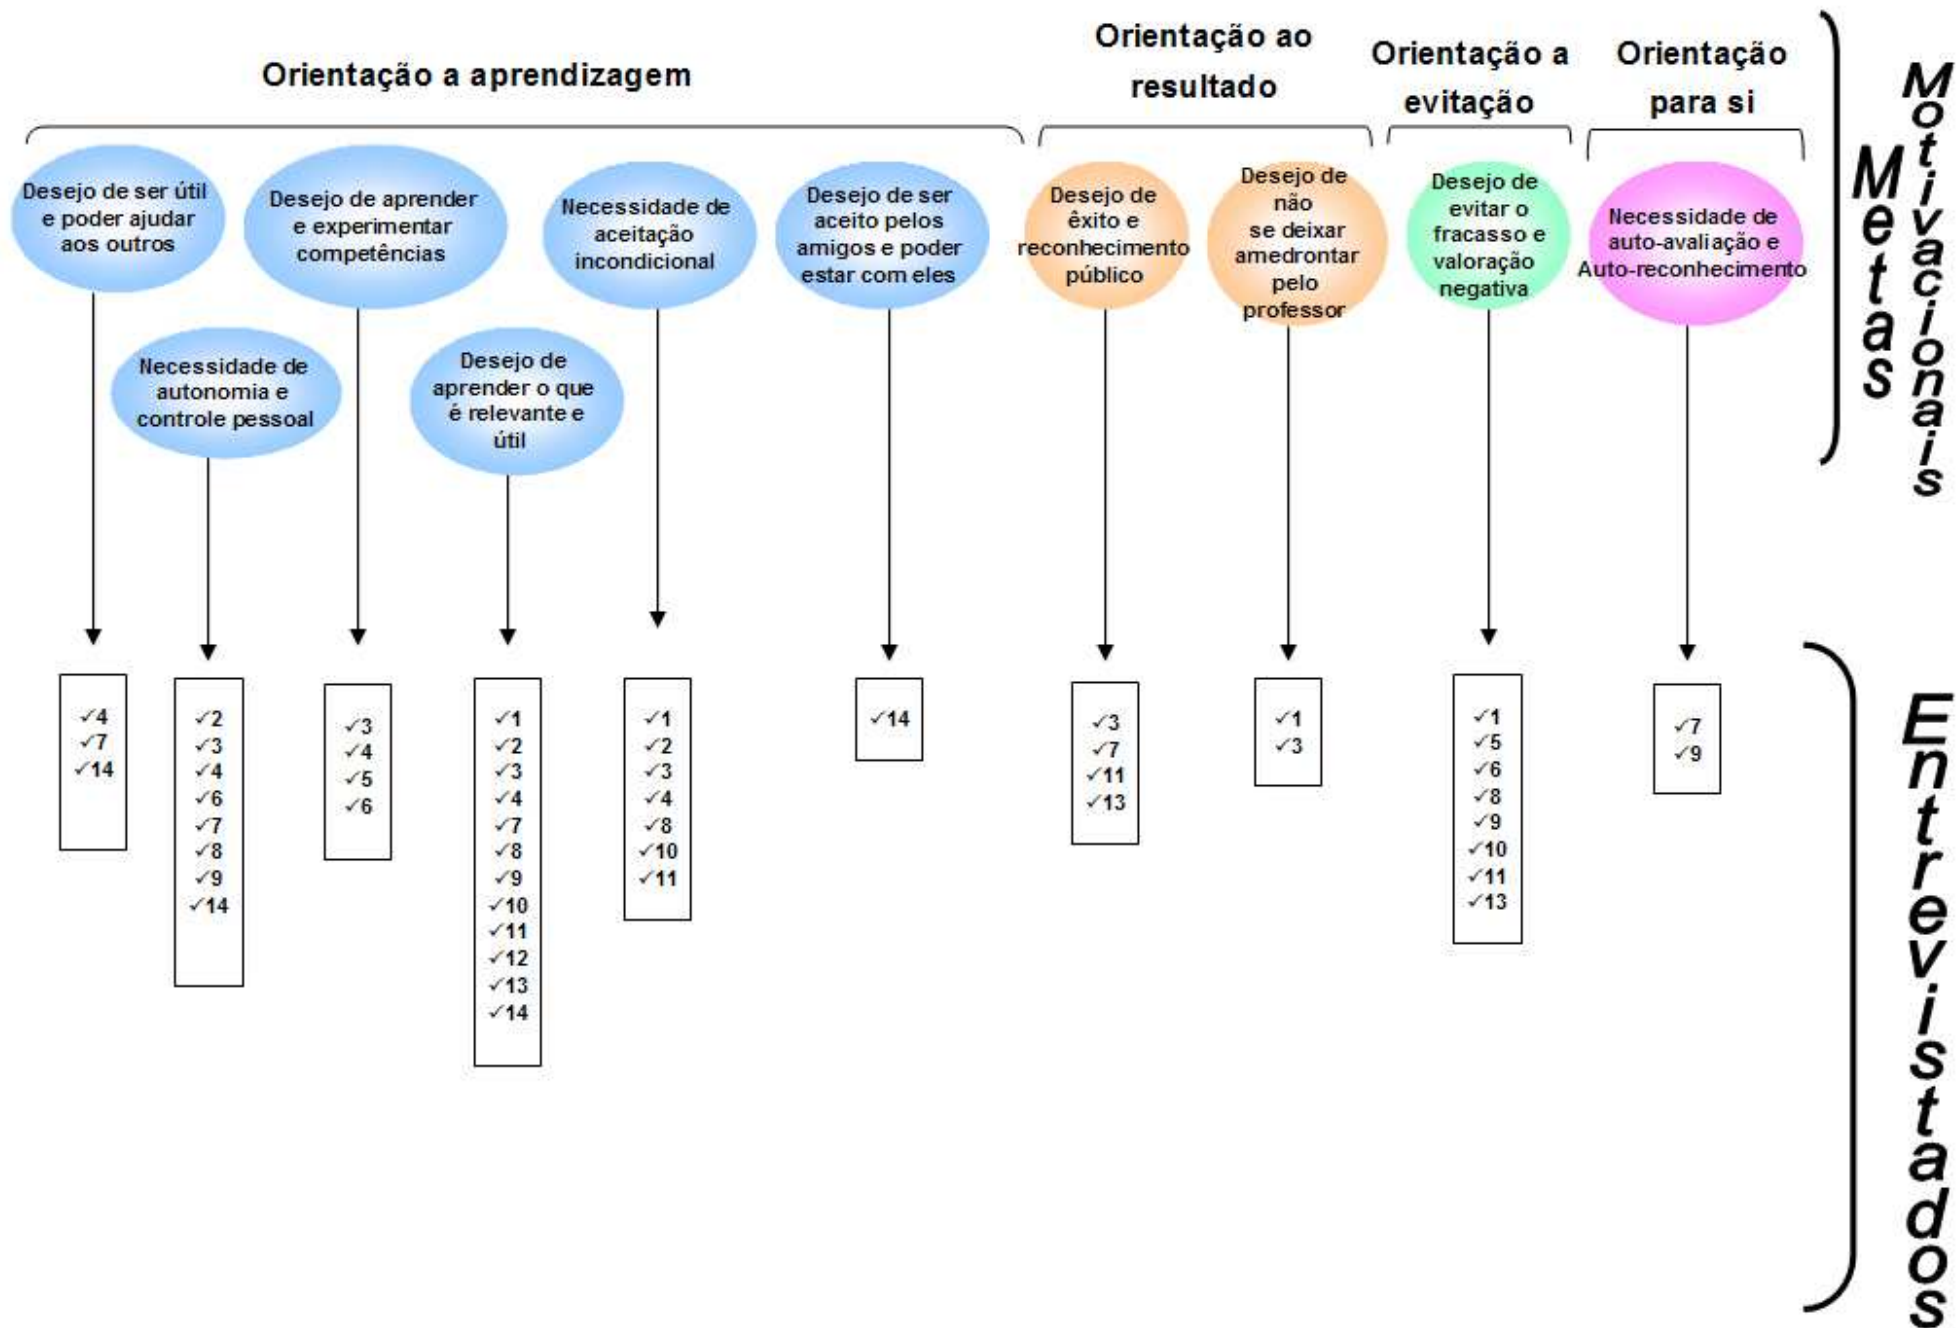 Orientação a aprendizagem
Orientação ao
resultado
Orientação a
evitação
Orientação
para si
Metas
Motivacionais
Desejo de ser útil
e poder ajudar
aos outros
Desejo de aprender
e experimentar
competências
Necessidade de
aceitação
incondicional
Desejo de ser
aceito pelos
amigos e poder
estar com eles
Desejo de
êxito e
reconhecimento
público
Desejo de
não
se deixar
amedrontar
pelo
professor
Desejo de
evitar o
fracasso e
valoração
negativa
Necessidade de
auto-avaliação e
Auto-reconhecimento
Necessidade de
autonomia e
controle pessoal
Desejo de
aprender o que
é relevante e
útil
✓4
✓7
✓14
✓2
✓3
✓4
✓6
✓7
✓8
✓9
✓14
✓3
✓4
✓5
✓6
✓1
✓2
✓3
✓4
✓7
✓8
✓9
✓10
✓11
✓12
✓13
✓14
✓1
✓2
✓3
✓4
✓8
✓10
✓11
✓14
✓3
✓7
✓11
✓13
✓1
✓3
✓1
✓5
✓6
✓8
✓9
✓10
✓11
✓13
✓7
✓9
Entrevistados